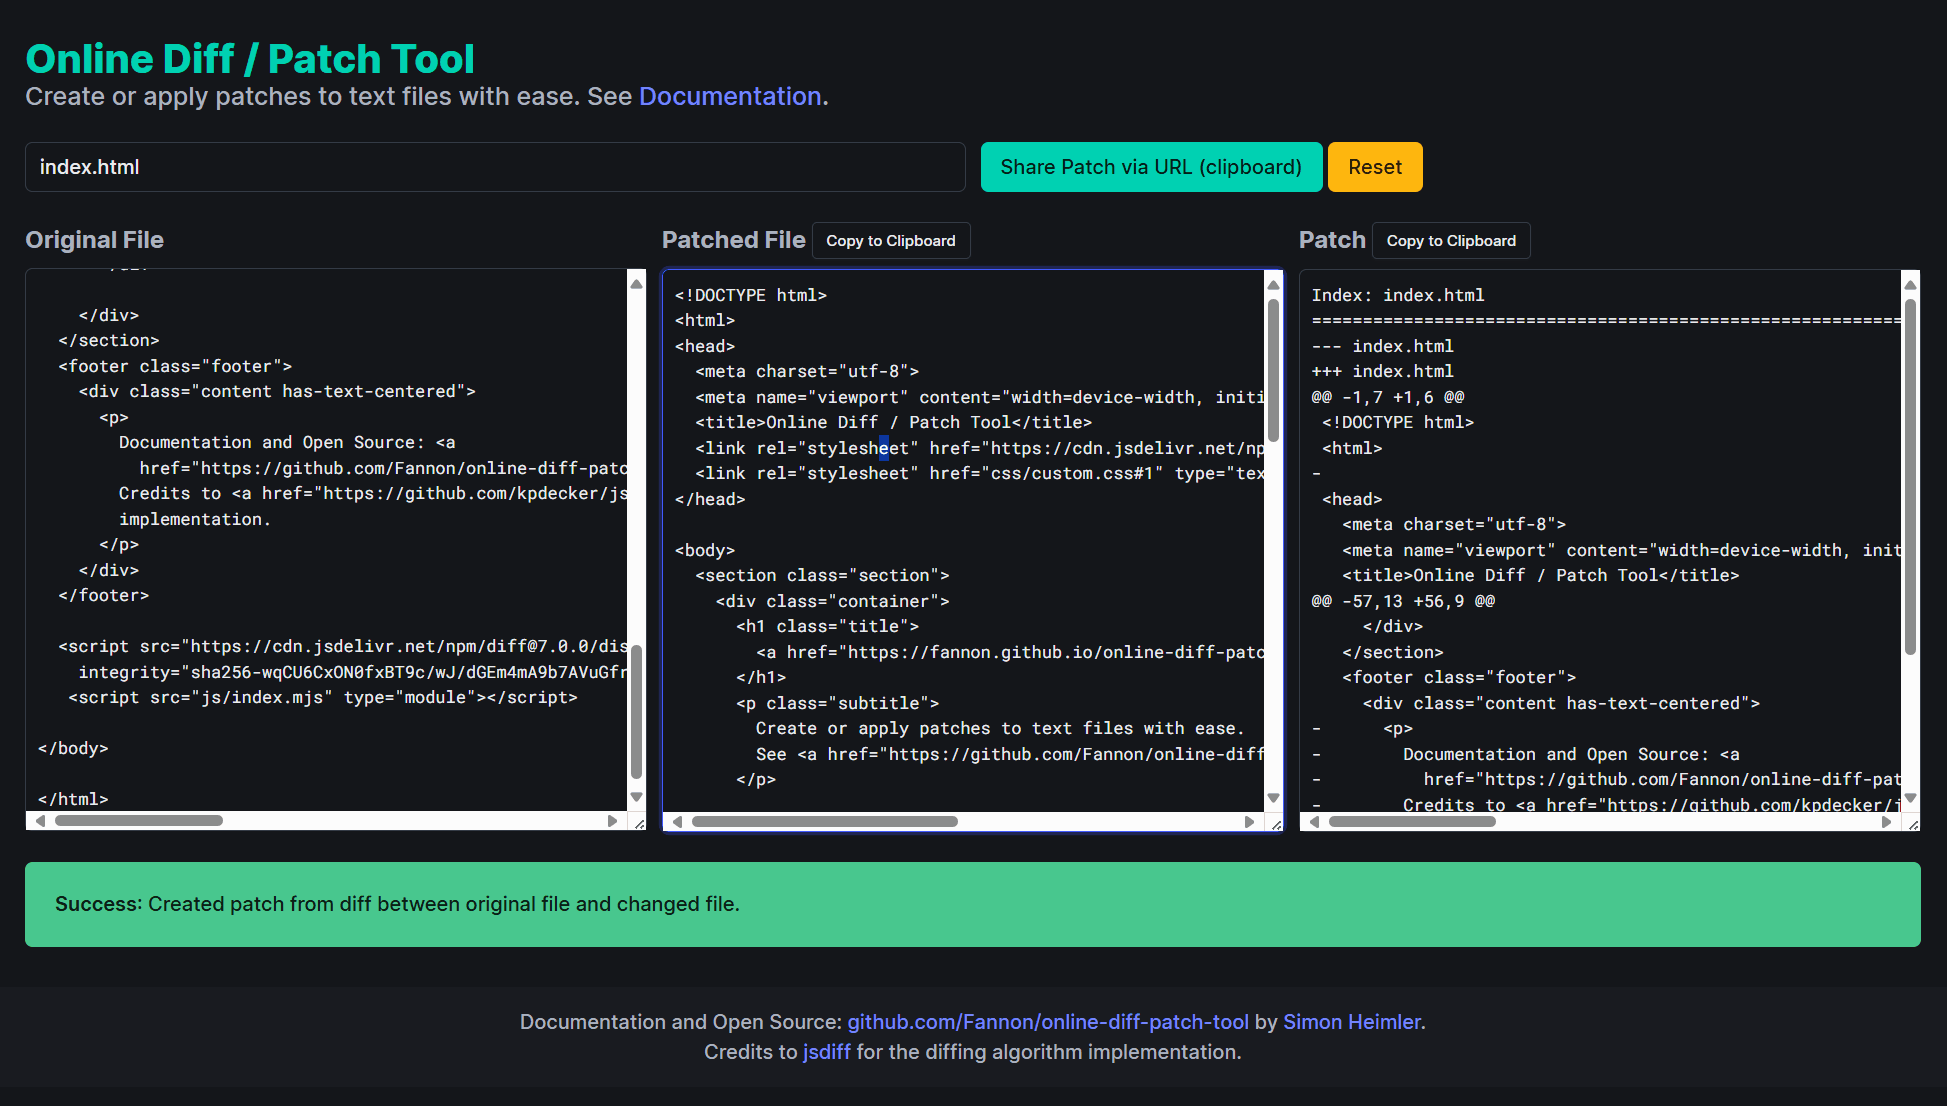 Online Diff / Patch Tool
Create or apply patches to text files with ease. See Documentation.
index.html
Share Patch via URL (clipboard)
Reset
Original File
</div>
</section>
<footer class="footer">
<div class="content has-text-centered">
<p>
Documentation and Open Source: <a
href="https://github.com/Fannon/online-diff-patc
Credits to <a href="https://github.com/kpdecker/js
implementation.
</p>
</div>
</footer>
<script src="https://cdn.jsdelivr.net/npm/diff@7.0.0/dis
integrity="sha256-wqCU6CxON0fxBT9c/wJ/dGEm4mA9b7AVuGfr
<script src="js/index.mjs" type="module"></script>
</body>
</html>
Patched File
Copy to Clipboard
<!DOCTYPE html>
<html>
<head>
<meta charset="utf-8">
<meta name="viewport" content="width=device-width, initi
<title>Online Diff / Patch Tool</title>
<link rel="stylesheet" href="https://cdn.jsdelivr.net/np
<link rel="stylesheet" href="css/custom.css#1" type="tex
</head>
<body>
<section class="section">
<div class="container">
<h1 class="title">
<a href="https://fannon.github.io/online-diff-patc
</h1>
<p class="subtitle">
Create or apply patches to text files with ease.
See <a href="https://github.com/Fannon/online-diff
</p>
Patch
Copy to Clipboard
Index: index.html
==========================================================
--- index.html
+++ index.html
@@ -1,7 +1,6 @@
<!DOCTYPE html>
<html>
-
<head>
<meta charset="utf-8">
<meta name="viewport" content="width=device-width, init
<title>Online Diff / Patch Tool</title>
@@ -57,13 +56,9 @@
</div>
</section>
<footer class="footer">
<div class="content has-text-centered">
- <p>
- Documentation and Open Source: <a
- href="https://github.com/Fannon/online-diff-pat
- Credits to <a href="https://github.com/kpdecker/j
Success: Created patch from diff between original file and changed file.
Documentation and Open Source: github.com/Fannon/online-diff-patch-tool by Simon Heimler.
Credits to jsdiff for the diffing algorithm implementation.